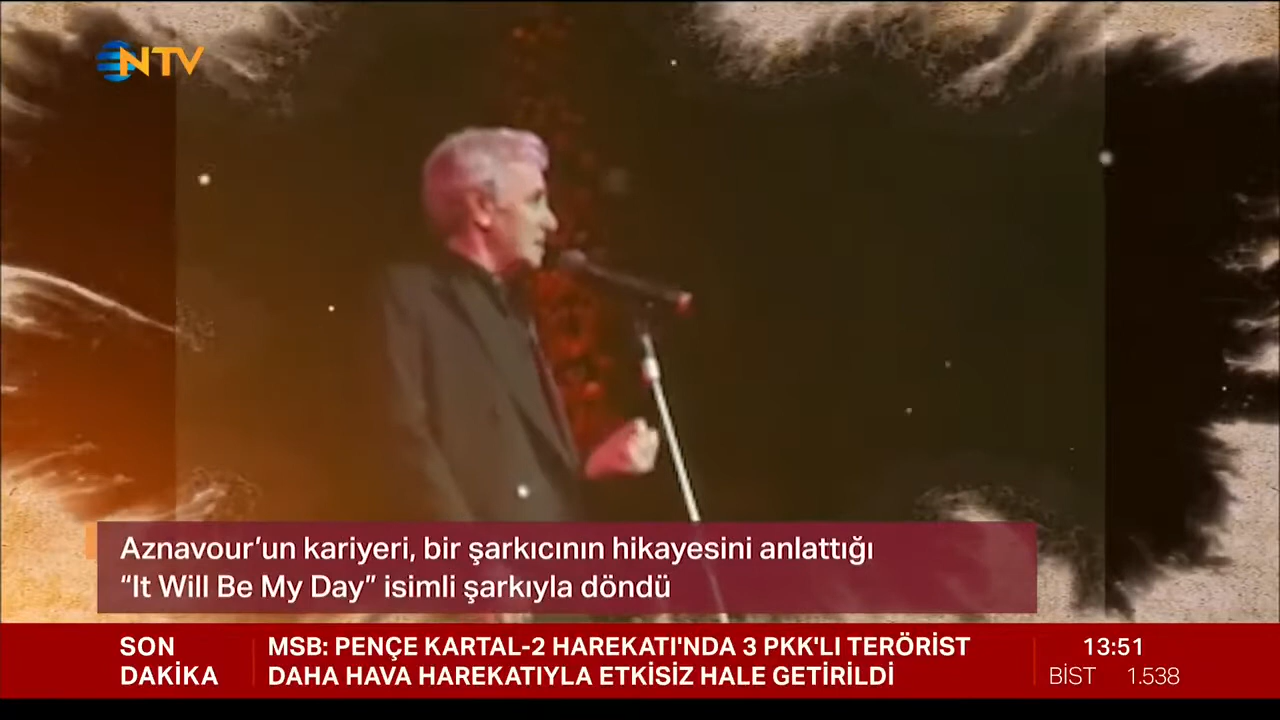 NTV
Aznavour'un kariyeri, bir şarkıcının hikayesini anlattığı
“It Will Be My Day” isimli şarkıyla döndü
SON
DAKİKA
MSB: PENÇE KARTAL-2 HAREKATI'NDA 3 PKK'LI TERÖRİST
DAHA HAVA HAREKATIYLA ETKİSİZ HALE GETİRİLDİ
13:51
BİST 1.538